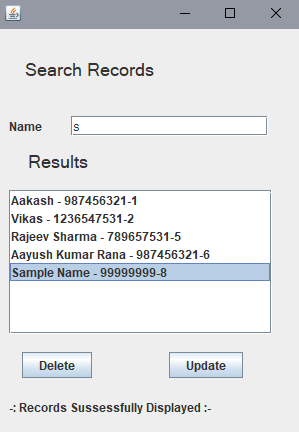 Search Records
Name s
Results
Aakash - 987456321-1
Vikas - 1236547531-2
Rajeev Sharma - 789657531-5
Aayush Kumar Rana - 987456321-6
Sample Name - 99999999-8
Delete Update
-: Records Sussessfully Displayed :-